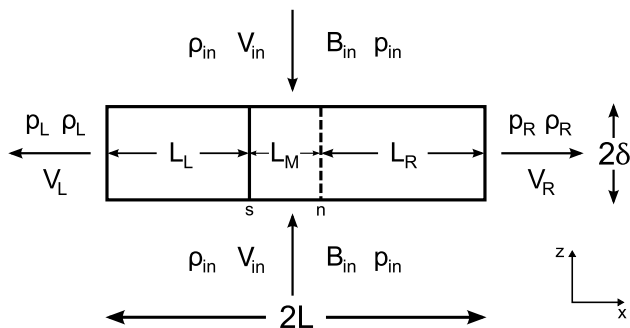 ρin Vin Bin pin
pL ρL
pR ρR
LL LM LR
2δ
VL
VR
s n
ρin Vin Bin pin
z
x
2L